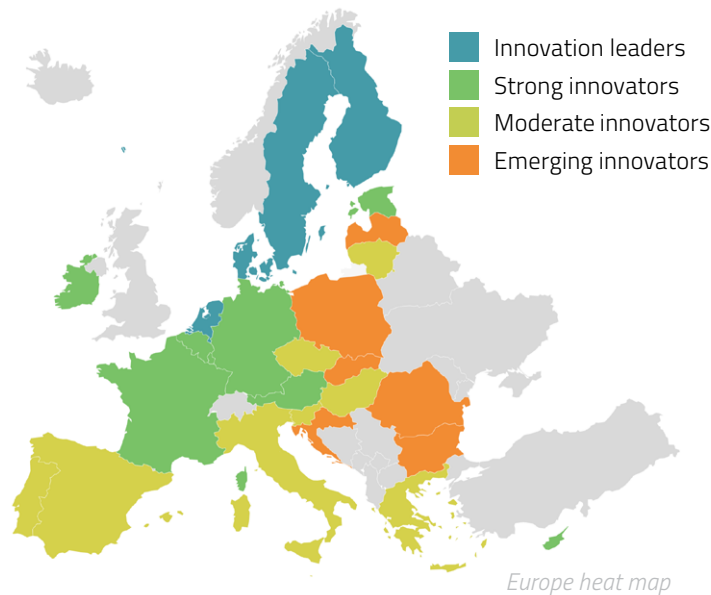 Innovation leaders
Strong innovators
Moderate innovators
Emerging innovators
Europe heat map